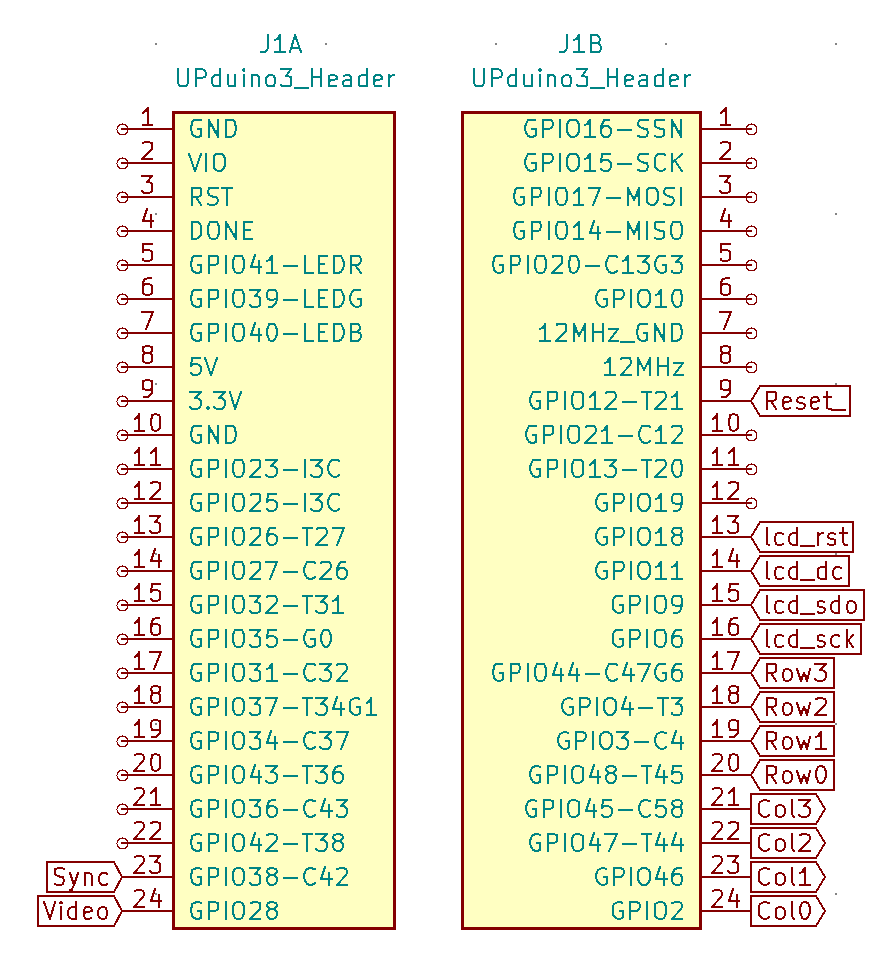 J1A
UPduino3_Header
1 GND
2 VIO
3 RST
4 DONE
5 GPIO41-LEDR
6 GPIO39-LEDG
7 GPIO40-LEDB
8 5V
9 3.3V
10 GND
11 GPIO23-I3C
12 GPIO25-I3C
13 GPIO26-T27
14 GPIO27-C26
15 GPIO32-T31
16 GPIO35-G0
17 GPIO31-C32
18 GPIO37-T34G1
19 GPIO34-C37
20 GPIO43-T36
21 GPIO36-C43
22 GPIO42-T38
Sync 23 GPIO38-C42
Video 24 GPIO28
J1B
UPduino3_Header
GPIO16-SSN 1
GPIO15-SCK 2
GPIO17-MOSI 3
GPIO14-MISO 4
GPIO20-C13G3 5
GPIO10 6
12MHz_GND 7
12MHz 8
GPIO12-T21 9 Reset_
GPIO21-C12 10
GPIO13-T20 11
GPIO19 12
GPIO18 13 lcd_rst
GPIO11 14 lcd_dc
GPIO9 15 lcd_sdo
GPIO6 16 lcd_sck
GPIO44-C47G6 17 Row3
GPIO4-T3 18 Row2
GPIO3-C4 19 Row1
GPIO48-T45 20 Row0
GPIO45-C58 21 Col3
GPIO47-T44 22 Col2
GPIO46 23 Col1
GPIO2 24 Col0